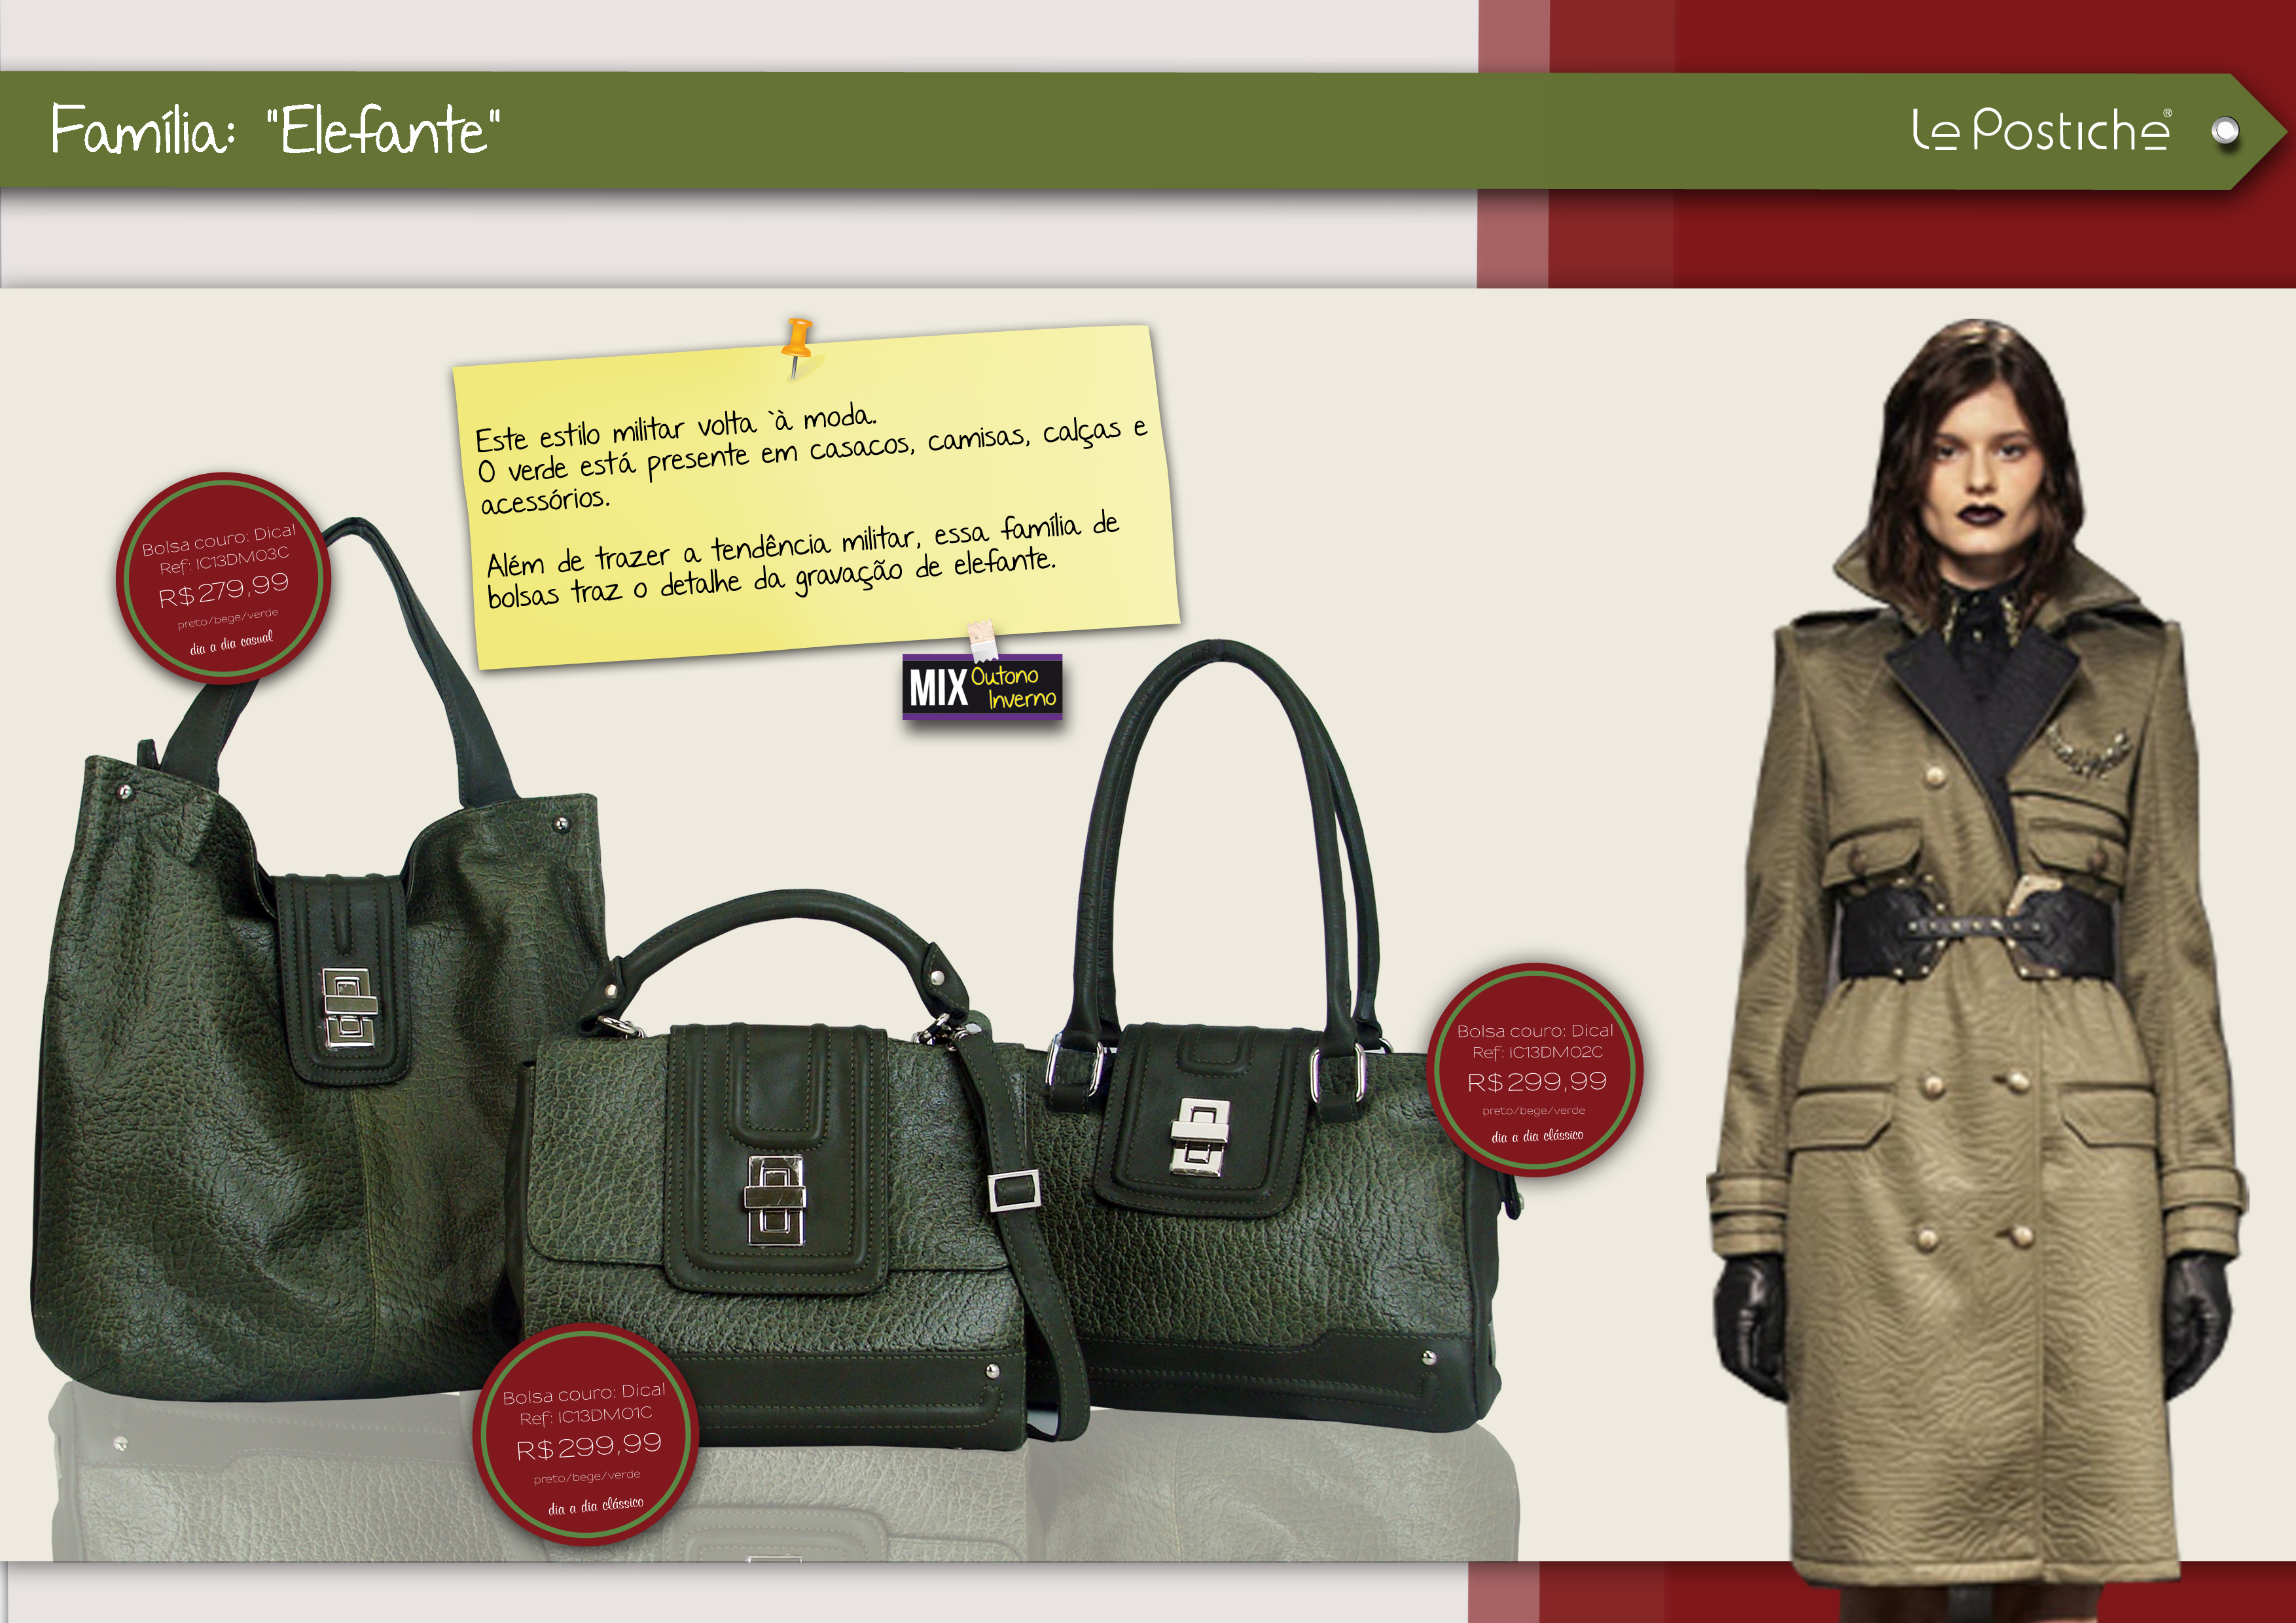 Família: "Elefante"
Le Postiche®
Este estilo militar volta `à moda.
O verde está presente em casacos, camisas, calças e
acessórios.
Além de trazer a tendência militar, essa família de
bolsas traz o detalhe da gravação de elefante.
MIX Outono
Inverno
Bolsa couro: Dical
Ref: IC13DM03C
R$279,99
preto/bege/verde
dia a dia casual
Bolsa couro: Dical
Ref: IC13DM02C
R$299,99
preto/bege/verde
dia a dia clássico
Bolsa couro: Dical
Ref: IC13DM01C
R$299,99
preto/bege/verde
dia a dia clássico